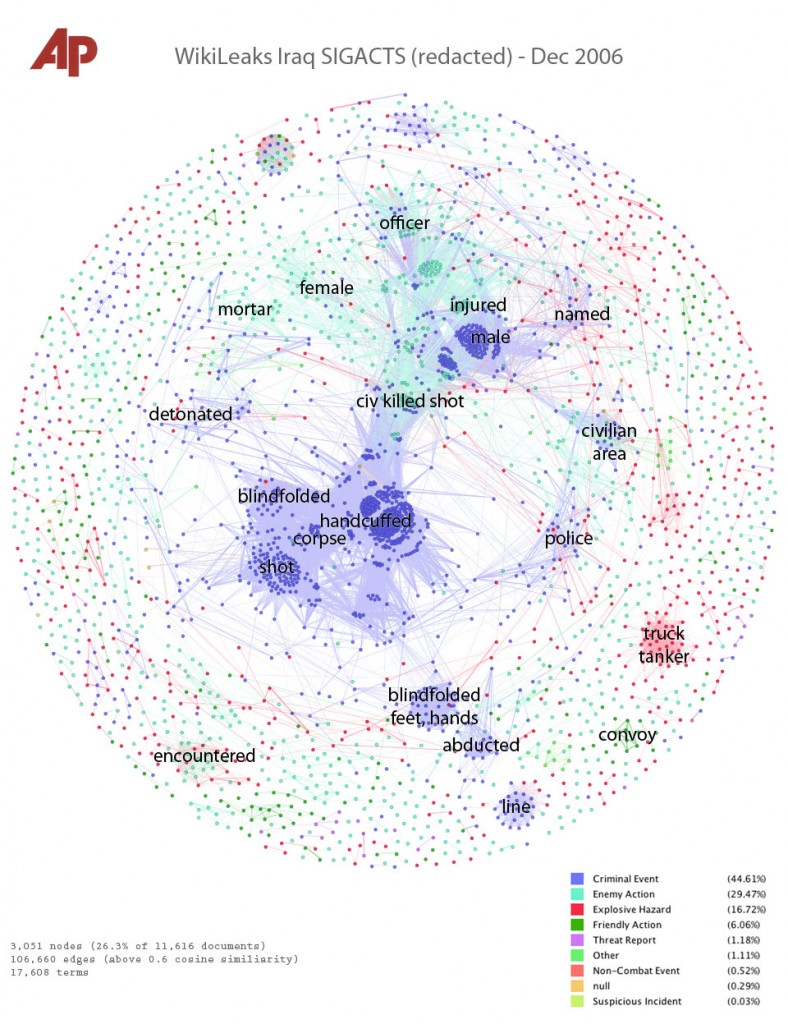 AP
WikiLeaks Iraq SIGACTS (redacted) - Dec 2006
officer
female
mortar
injured
named
male
civ killed shot
detonated
civilian
area
blindfolded
handcuffed
corpse
police
shot
truck
tanker
blindfolded
feet, hands
convoy
abducted
encountered
line
Criminal Event (44.61%)
Enemy Action (29.47%)
Explosive Hazard (16.72%)
Friendly Action (6.06%)
Threat Report (1.18%)
Other (1.11%)
Non-Combat Event (0.52%)
null (0.29%)
Suspicious Incident (0.03%)
3,051 nodes (26.3% of 11,616 documents)
106,660 edges (above 0.6 cosine similiarity)
17,608 terms